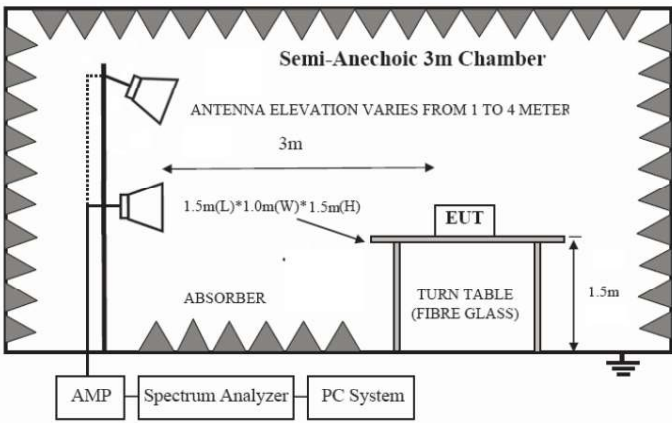 Semi-Anechoic 3m Chamber
ANTENNA ELEVATION VARIES FROM 1 TO 4 METER
3m
1.5m(L)*1.0m(W)*1.5m(H)
EUT
ABSORBER
TURN TABLE
(FIBRE GLASS)
1.5m
AMP
Spectrum Analyzer
PC System